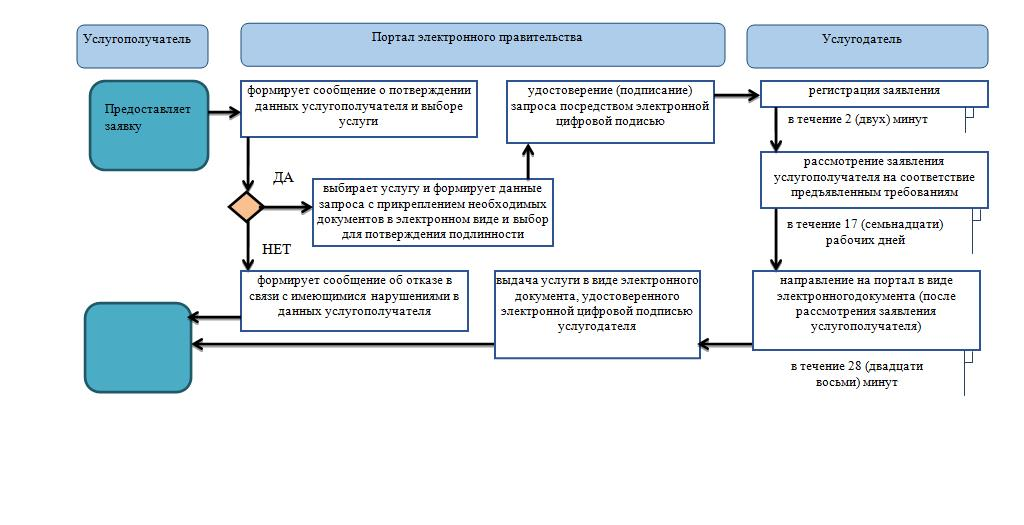 Услугополучатель
Портал электронного правительства
Услугодатель
Предоставляет
заявку
формирует сообщение о потверждении
данных услугополучателя и выборе
услуги
удостоверение (подписание)
запроса посредством электронной
цифровой подисью
регистрация заявления
в течение 2 (двух) минут
рассмотрение заявления
услугополучателя на соответствие
предъявленным требованиям
ДА
выбирает услугу и формирует данные
запроса с прикреплением необходимых
документов в электронном виде и выбор
для потверждения подлинности
в течение 17 (семьнадцати)
рабочих дней
НЕТ
формирует сообщение об отказе в
связи с имеющимися нарушениями в
данных услугополучателя
выдача услуги в виде электронного
документа, удостоверенного
электронной цифровой подписью
услугодателя
направление на портал в виде
электронногодокумента (после
рассмотрения заявления
услугополучателя)
в течение 28 (двадцати
восьми) минут